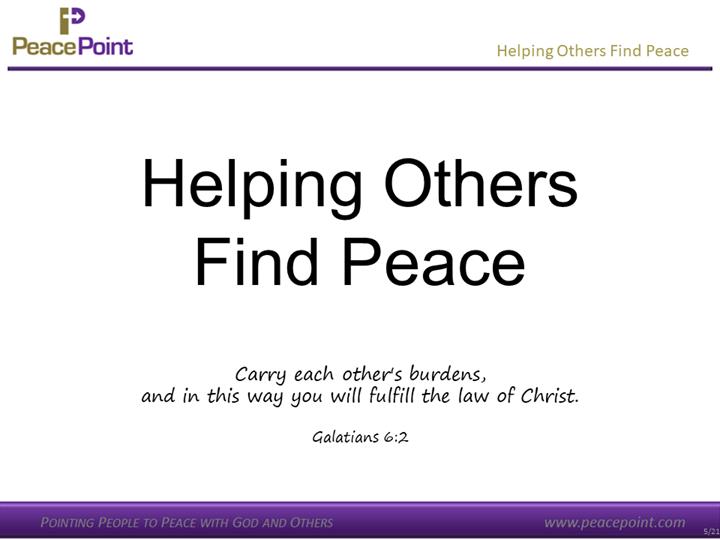 PeacePoint
Helping Others Find Peace
Helping Others
Find Peace
Carry each other's burdens,
and in this way you will fulfill the law of Christ.
Galatians 6:2
Pointing People to Peace with God and Others
www.peacepoint.com
5/21